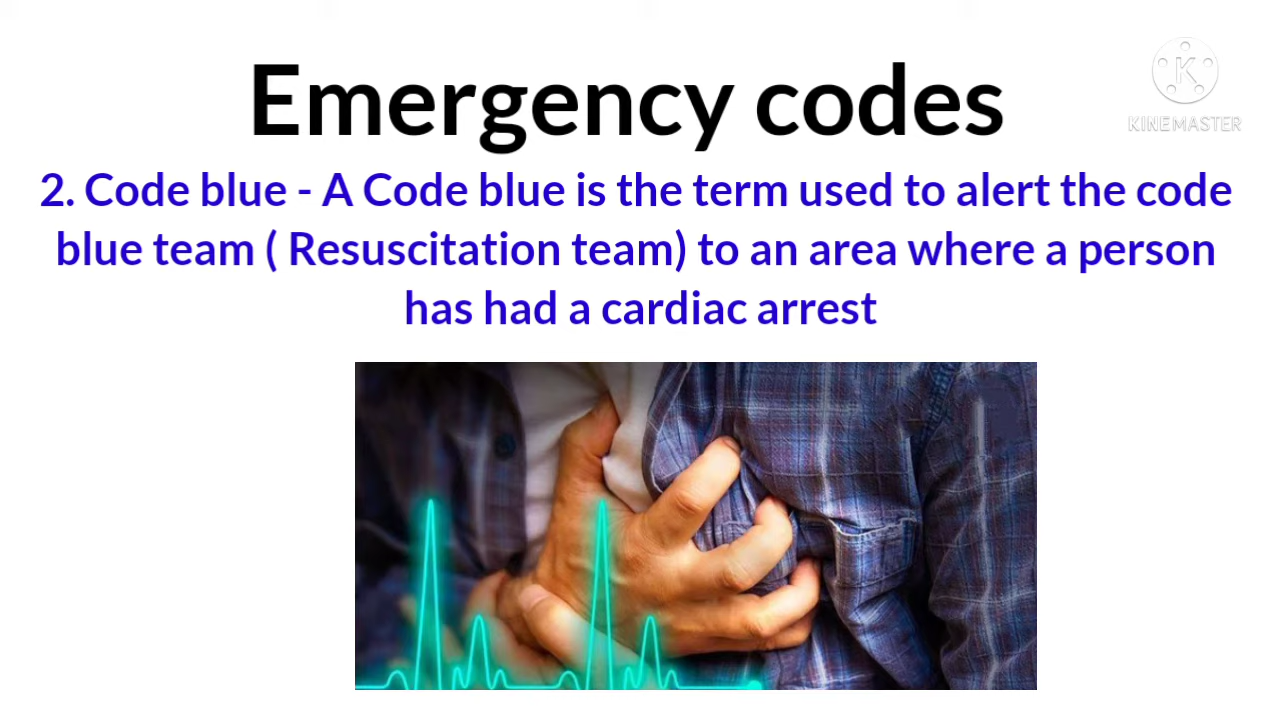 Emergency codes
KINEMASTER
2. Code blue - A Code blue is the term used to alert the code
blue team ( Resuscitation team) to an area where a person
has had a cardiac arrest